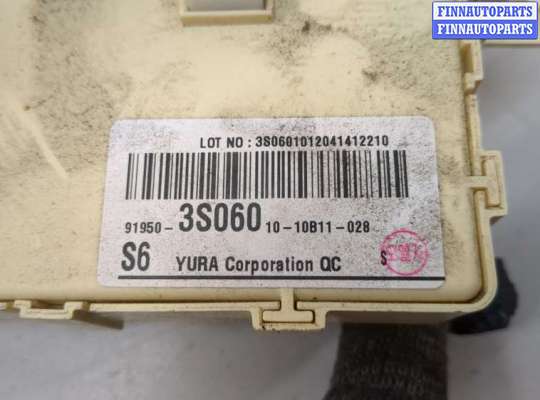 FINNAUTOPARTS
FINNAUTOPARTS
LOT NO : 3S0601012041412210
91950- 3S060 10-10B11-028
S6 YURA Corporation QC S